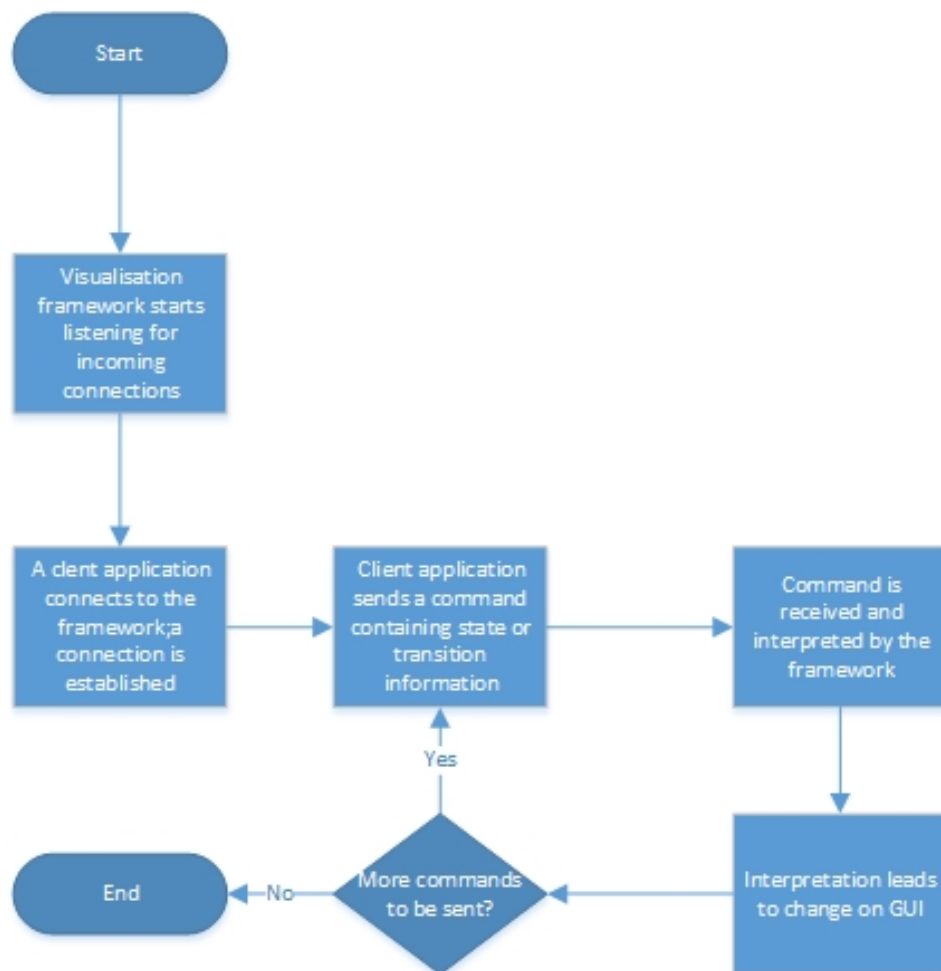 Start
Visualisation
framework starts
listening for
incoming
connections
A clent application
connects to the
framework;a
connection is
established
Client application
sends a command
containing state or
transition
information
Command is
received and
interpreted by the
framework
Yes
End
No
More commands
to be sent?
Interpretation leads
to change on GUI